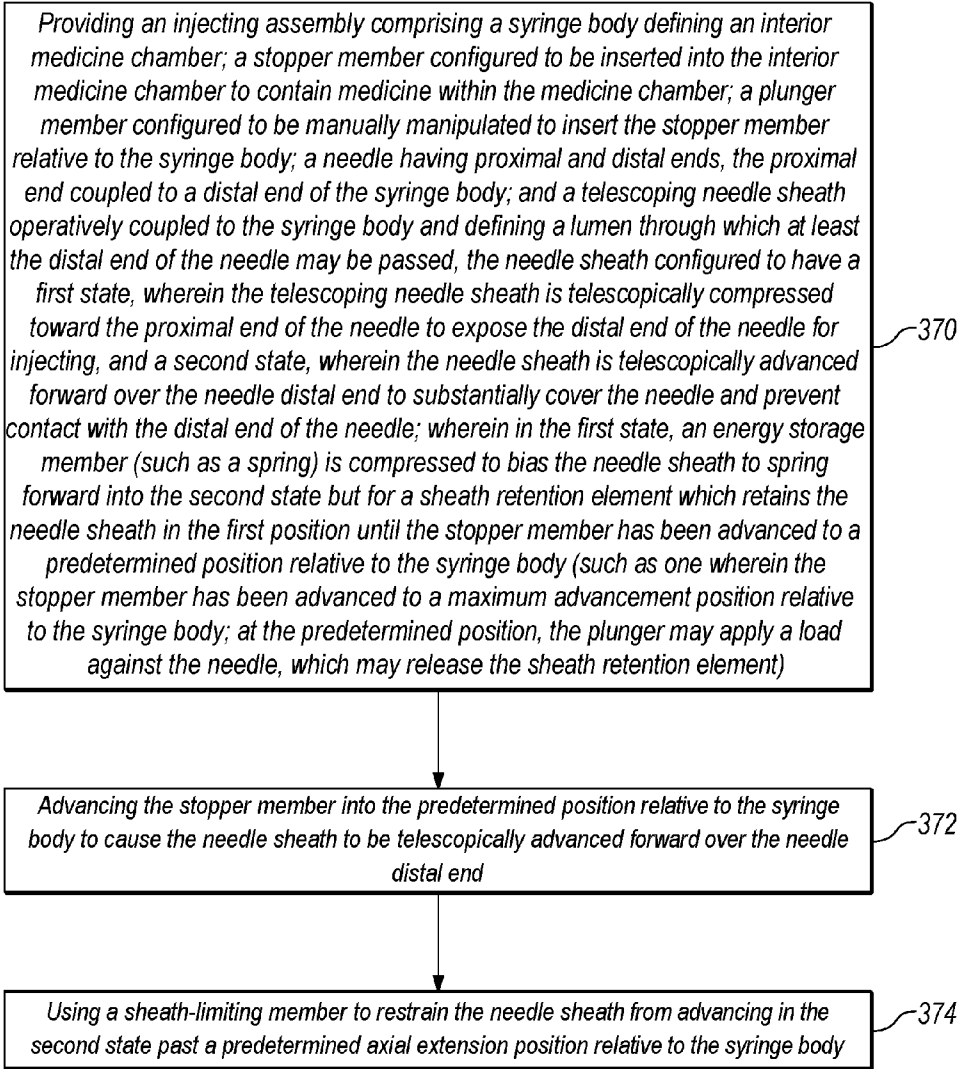 Providing an injecting assembly comprising a syringe body defining an interior
medicine chamber; a stopper member configured to be inserted into the interior
medicine chamber to contain medicine within the medicine chamber; a plunger
member configured to be manually manipulated to insert the stopper member
relative to the syringe body; a needle having proximal and distal ends, the proximal
end coupled to a distal end of the syringe body; and a telescoping needle sheath
operatively coupled to the syringe body and defining a lumen through which at least
the distal end of the needle may be passed, the needle sheath configured to have a
first state, wherein the telescoping needle sheath is telescopically compressed
toward the proximal end of the needle to expose the distal end of the needle for
injecting, and a second state, wherein the needle sheath is telescopically advanced
forward over the needle distal end to substantially cover the needle and prevent
contact with the distal end of the needle; wherein in the first state, an energy storage
member (such as a spring) is compressed to bias the needle sheath to spring
forward into the second state but for a sheath retention element which retains the
needle sheath in the first position until the stopper member has been advanced to a
predetermined position relative to the syringe body (such as one wherein the
stopper member has been advanced to a maximum advancement position relative
to the syringe body; at the predetermined position, the plunger may apply a load
against the needle, which may release the sheath retention element)
370
Advancing the stopper member into the predetermined position relative to the syringe
body to cause the needle sheath to be telescopically advanced forward over the needle
distal end
372
Using a sheath-limiting member to restrain the needle sheath from advancing in the
second state past a predetermined axial extension position relative to the syringe body
374